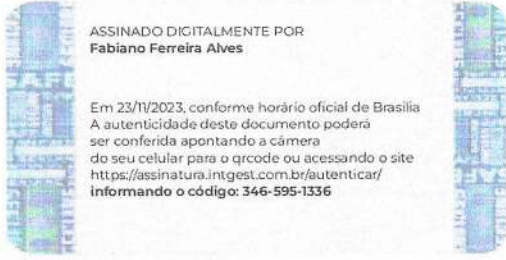 ASSINADO DIGITALMENTE POR
Fabiano Ferreira Alves
Em 23/11/2023, conforme horário oficial de Brasília
A autenticidade deste documento poderá
ser conferida apontando a câmera
do seu celular para o qrcode ou acessando o site
https://assinatura.intgest.com.br/autenticar/
informando o código: 346-595-1336